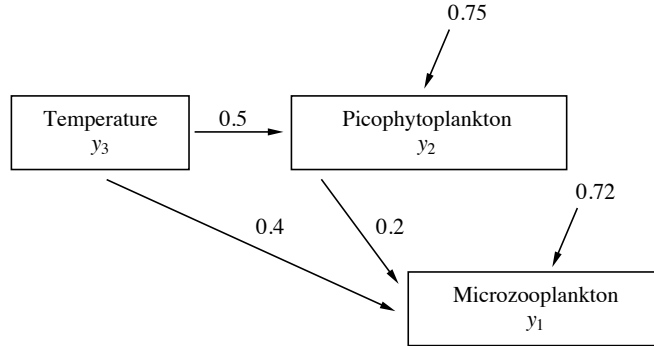 0.75
Temperature
y3
0.5
Picophytoplankton
y2
0.72
0.4
0.2
Microzooplankton
y1